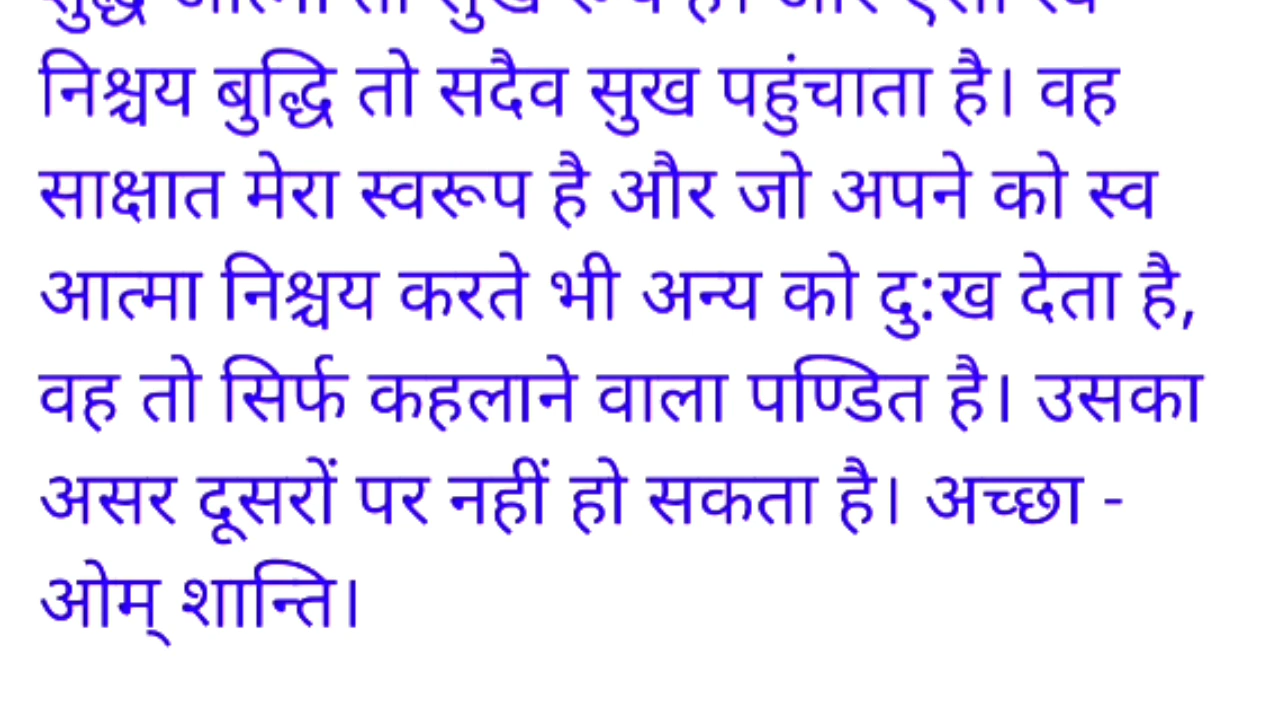 निश्चय बुद्धि तो सदैव सुख पहुंचाता है। वह
साक्षात मेरा स्वरूप है और जो अपने को स्व
आत्मा निश्चय करते भी अन्य को दु:ख देता है,
वह तो सिर्फ कहलाने वाला पण्डित है। उसका
असर दूसरों पर नहीं हो सकता है। अच्छा -
ओम् शान्ति।